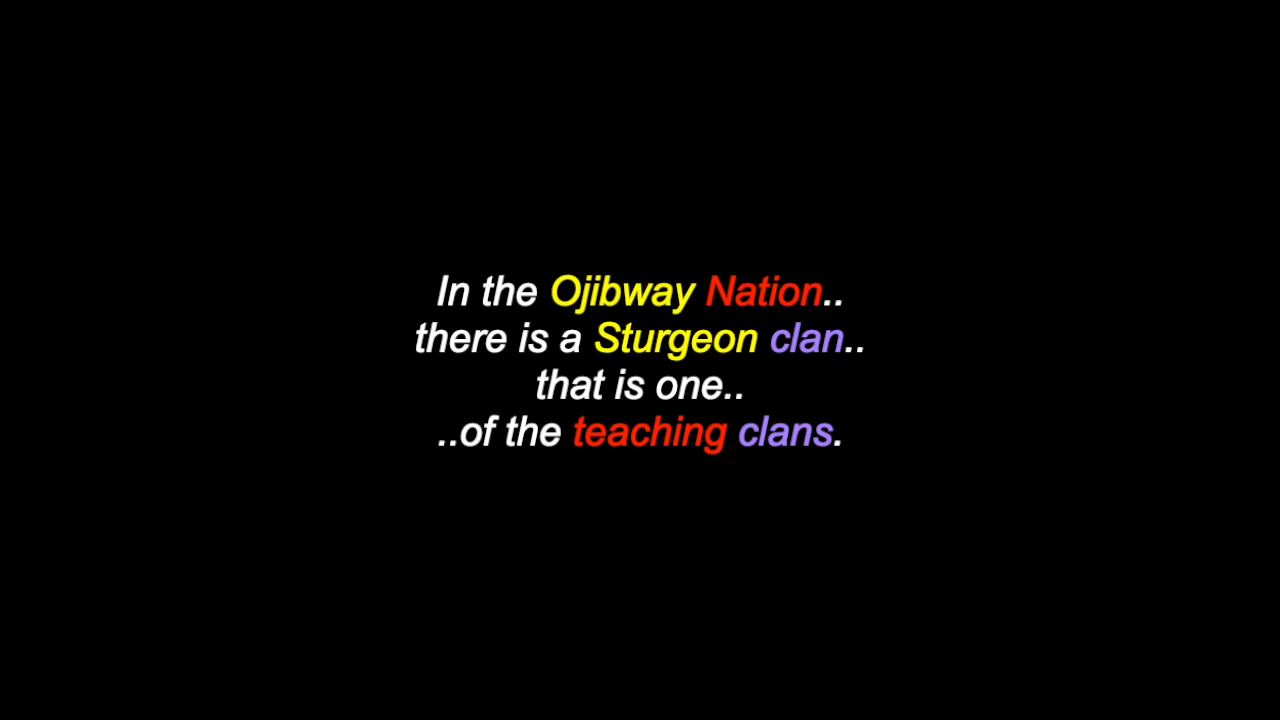 In the Ojibway Nation..
there is a Sturgeon clan..
that is one..
..of the teaching clans.